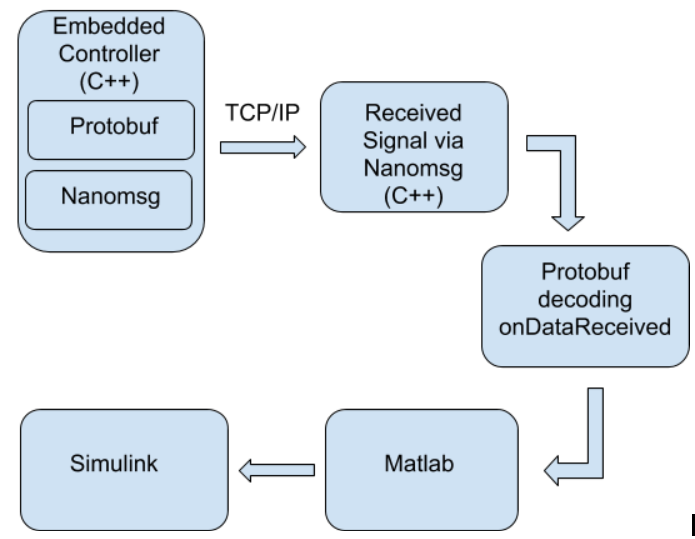 Embedded
Controller
(C++)
Protobuf
Nanomsg
TCP/IP
Received
Signal via
Nanomsg
(C++)
Protobuf
decoding
onDataReceived
Matlab
Simulink